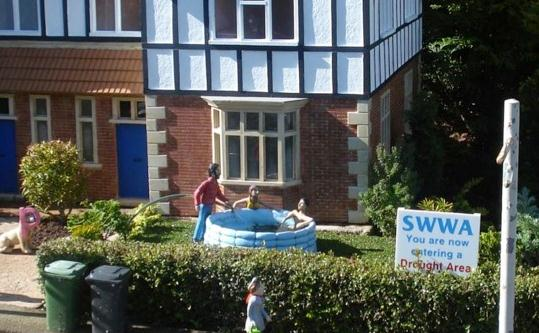 SWWA
You are now
entering a
Drought Area